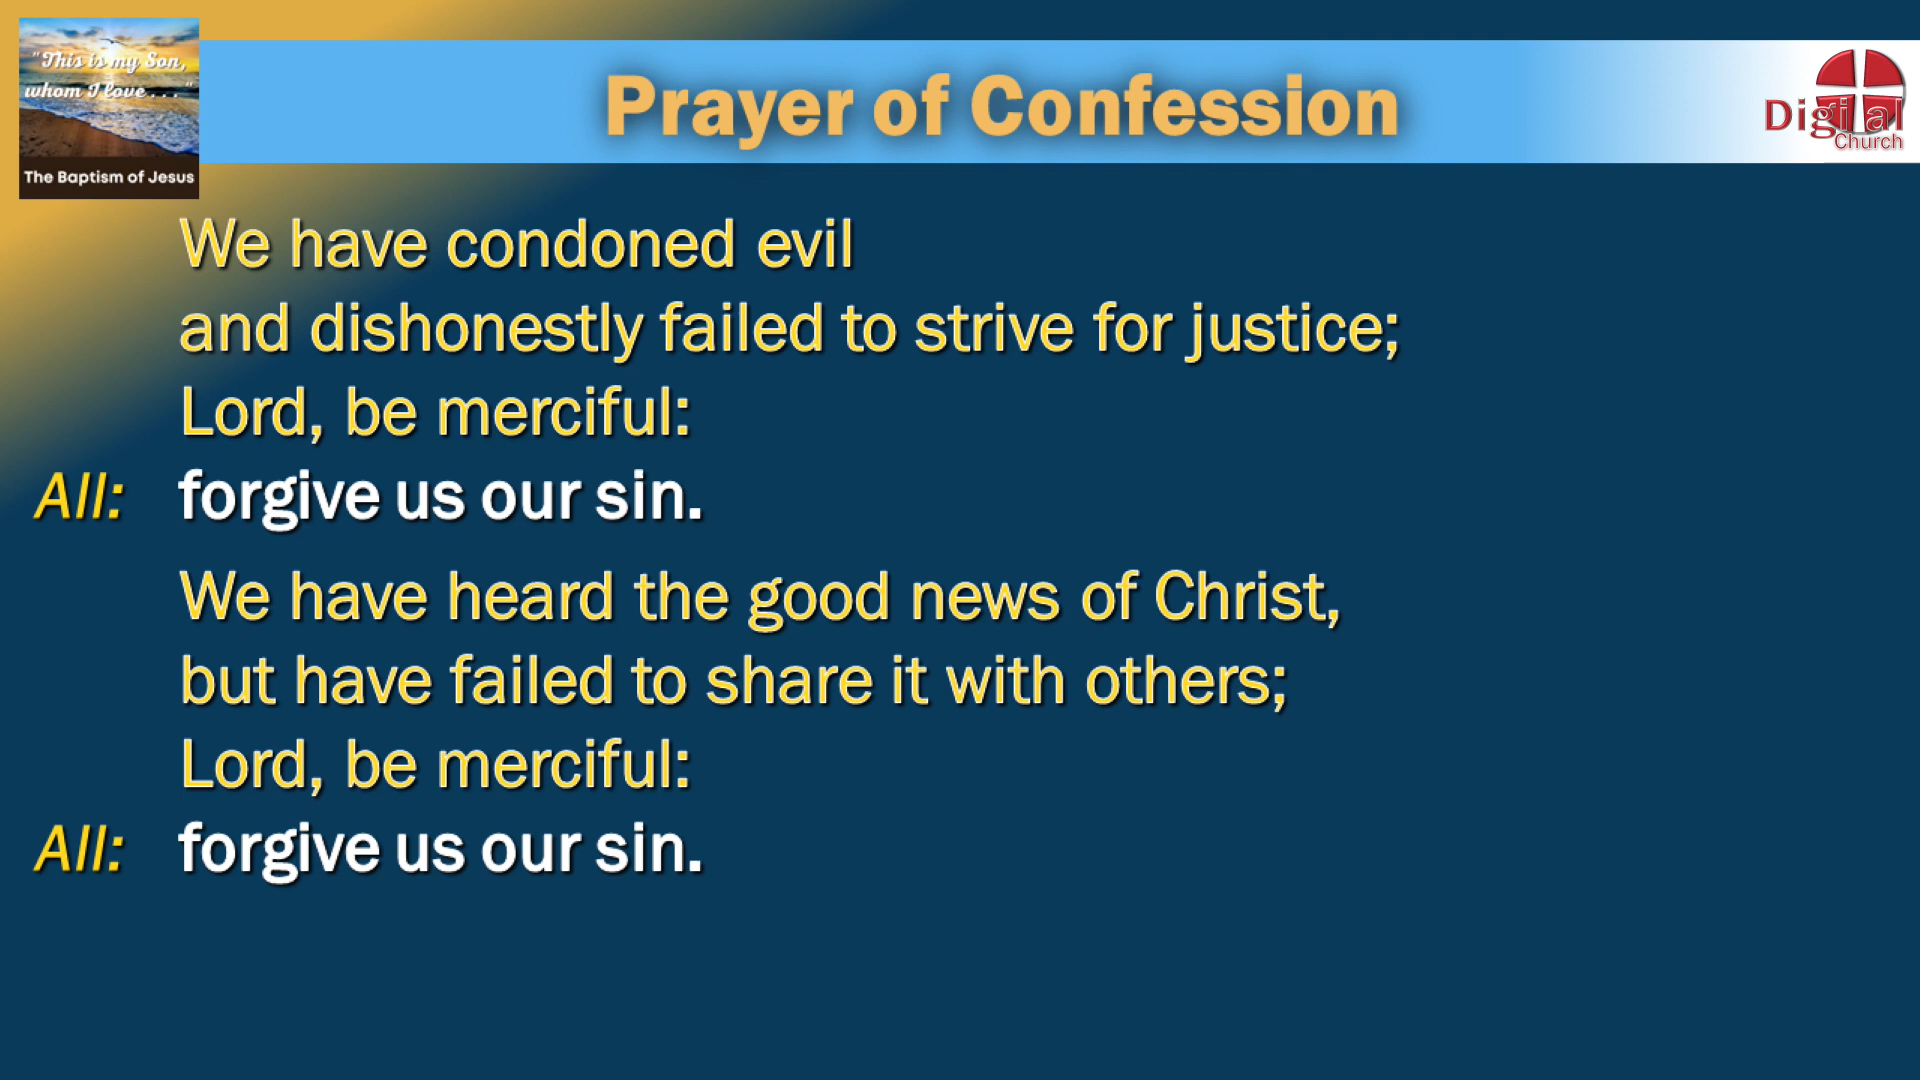 "This is my Son,
whom I love . . ."
The Baptism of Jesus
Prayer of Confession
Digital
Church
We have condoned evil
and dishonestly failed to strive for justice;
Lord, be merciful:
All: forgive us our sin.
We have heard the good news of Christ,
but have failed to share it with others;
Lord, be merciful:
All: forgive us our sin.